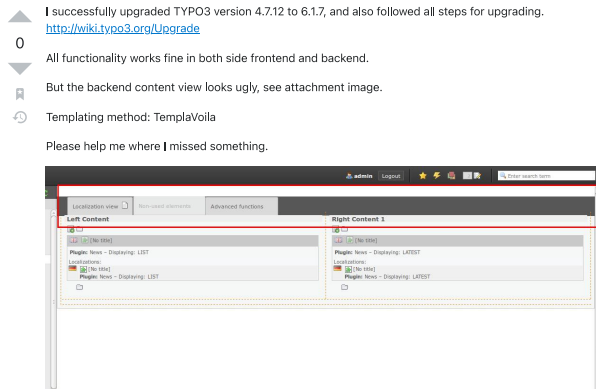 I successfully upgraded TYPO3 version 4.7.12 to 6.1.7, and also followed all steps for upgrading.
http://wiki.typo3.org/Upgrade
0
All functionality works fine in both side frontend and backend.
But the backend content view looks ugly, see attachment image.
Templating method: TemplaVoila
Please help me where I missed something.
admin Logout Enter search term
Localization view Non-used elements Advanced functions
Left Content Right Content 1
[No title] [No title]
Plugin: News - Displaying: LIST Plugin: News - Displaying: LATEST
Localizations: Localizations:
[No title] [No title]
Plugin: News - Displaying: LIST Plugin: News - Displaying: LATEST